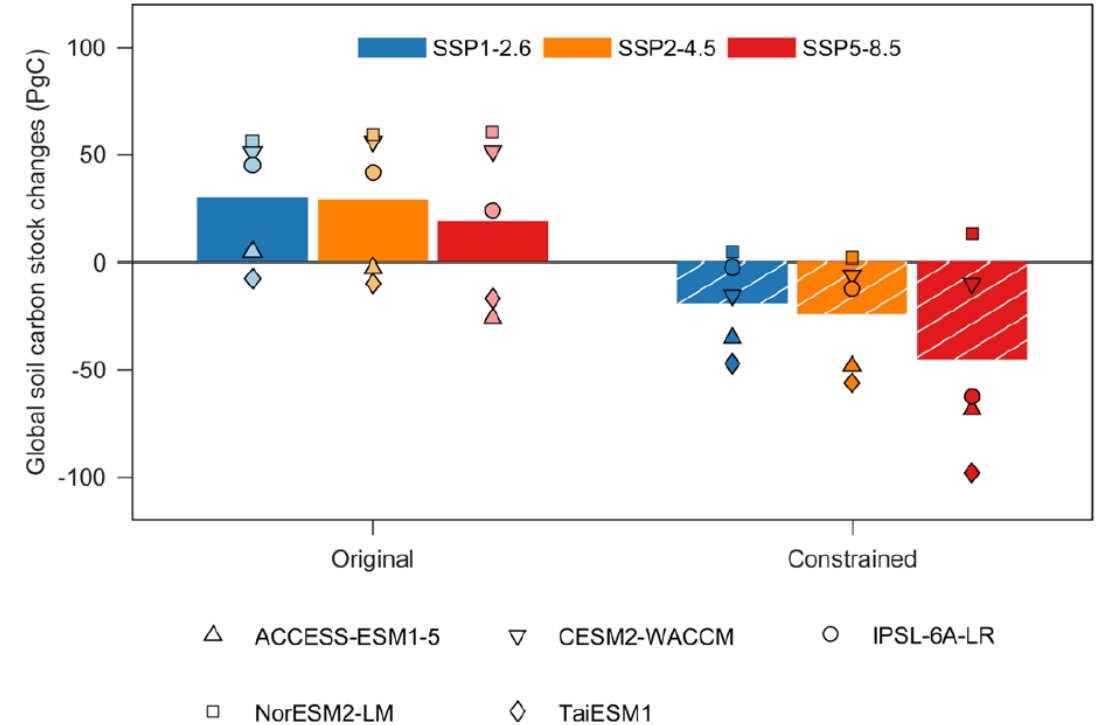 Global soil carbon stock changes (PgC)
100
50
0
-50
-100
SSP1-2.6 SSP2-4.5 SSP5-8.5
Original Constrained
ACCESS-ESM1-5 CESM2-WACCM IPSL-6A-LR
NorESM2-LM TaiESM1